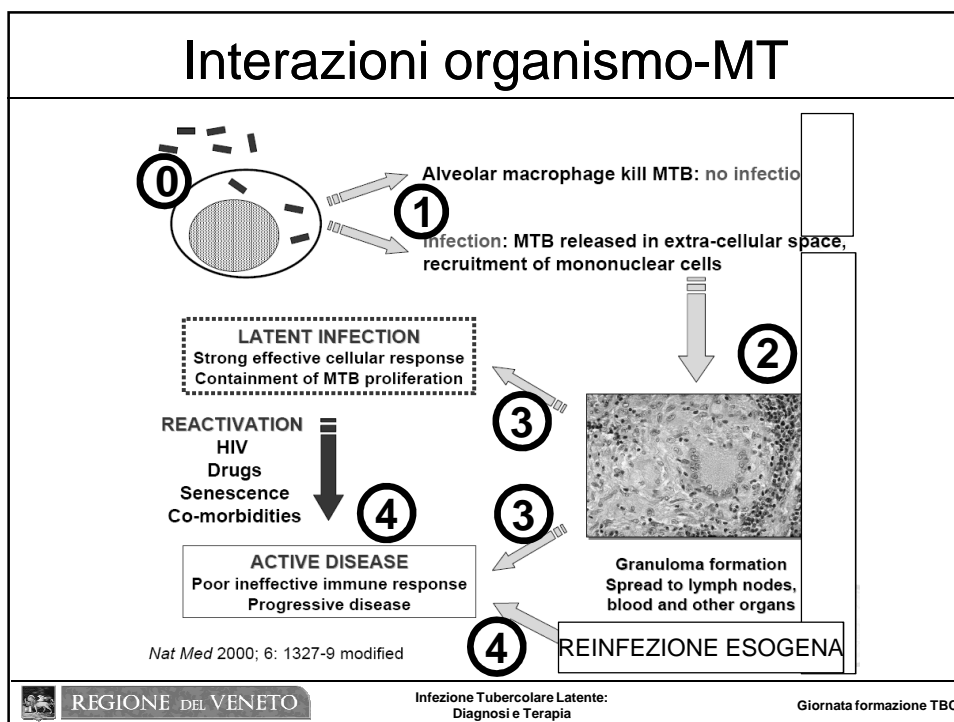 Interazioni organismo-MT
0
Alveolar macrophage kill MTB: no infectio
1
Infection: MTB released in extra-cellular space,
recruitment of mononuclear cells
2
LATENT INFECTION
Strong effective cellular response
Containment of MTB proliferation
3
REACTIVATION
HIV
Drugs
Senescence
Co-morbidities
4
3
ACTIVE DISEASE
Poor ineffective immune response
Progressive disease
Granuloma formation
Spread to lymph nodes,
blood and other organs
4
REINFEZIONE ESOGENA
Nat Med 2000; 6: 1327-9 modified
REGIONE DEL VENETO
Infezione Tubercolare Latente:
Diagnosi e Terapia
Giornata formazione TBC